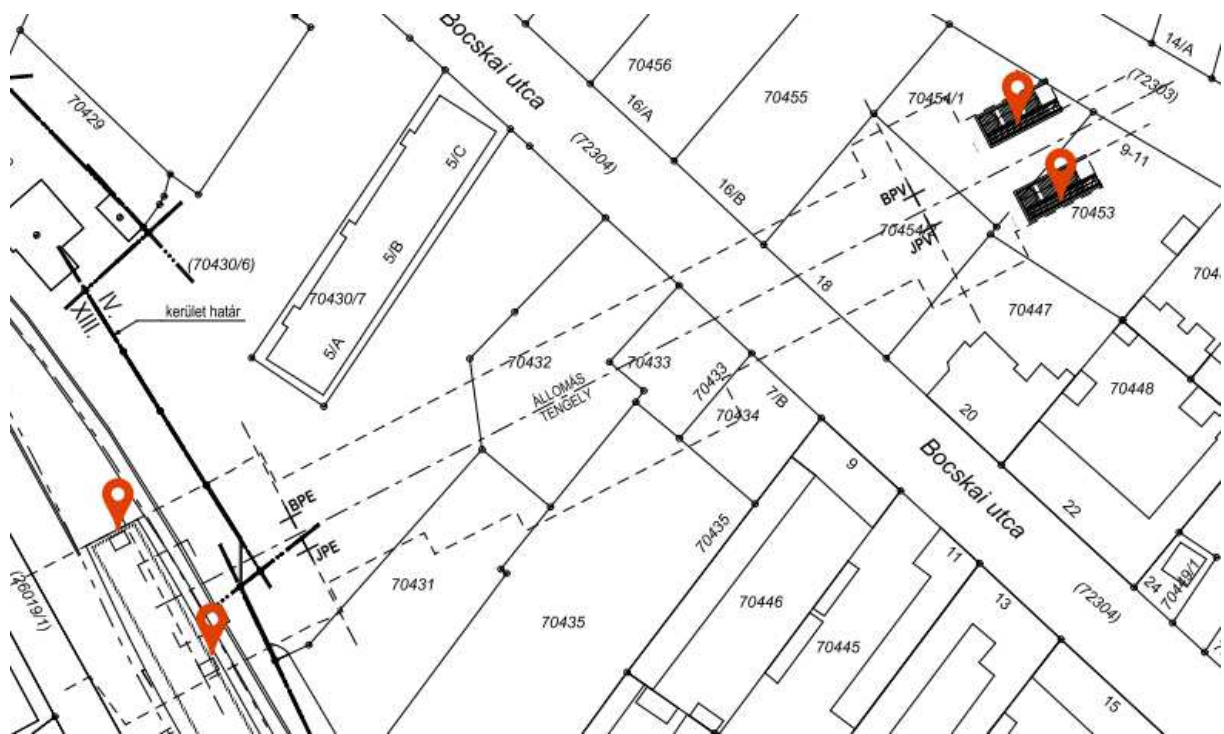 Bocskai utca
14/A
70456
(72303)
70429
16/A
70455
70454/1
5/C
(72304)
9-11
16/B
BPV
70453
70454
JPV
5/B
(70430/6)
18
70430/7
IV.
XIII.
kerület határ
70447
5/A
70432
70433
70433
ÁLLOMÁS
TENGELY
70448
7/B
70434
20
9
Bocskai utca
BPE
22
70435
JPE
11
24
70449/1
70431
(26019/1)
70446
13
(72304)
70435
70445
15